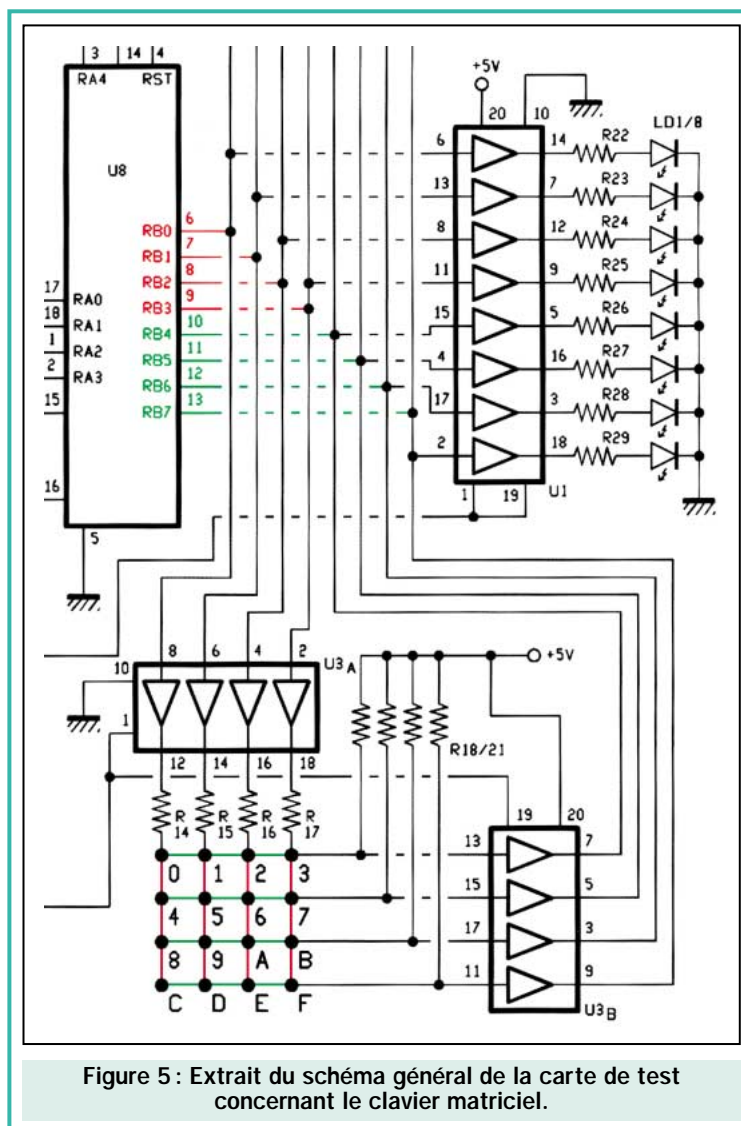 3 14 4
RA4 RST
U8
RB0 6
RB1 7
RB2 8
RB3 9
RB4 10
RB5 11
RB6 12
RB7 13
17 RA0
18 RA1
1 RA2
2 RA3
15
16
5
+5V
20 10
LD1/8
6 14 R22
13 7 R23
8 12 R24
11 9 R25
15 5 R26
4 16 R27
17 3 R28
2 18 R29
1 19 U1
8 6 4 2 U3A
10
1
12 14 16 18
R14 R15 R16 R17
+5V
R18/21
19 20
13 7
15 5
17 3
11 9
U3B
0 1 2 3
4 5 6 7
8 9 A B
C D E F
Figure 5 : Extrait du schéma général de la carte de test
concernant le clavier matriciel.